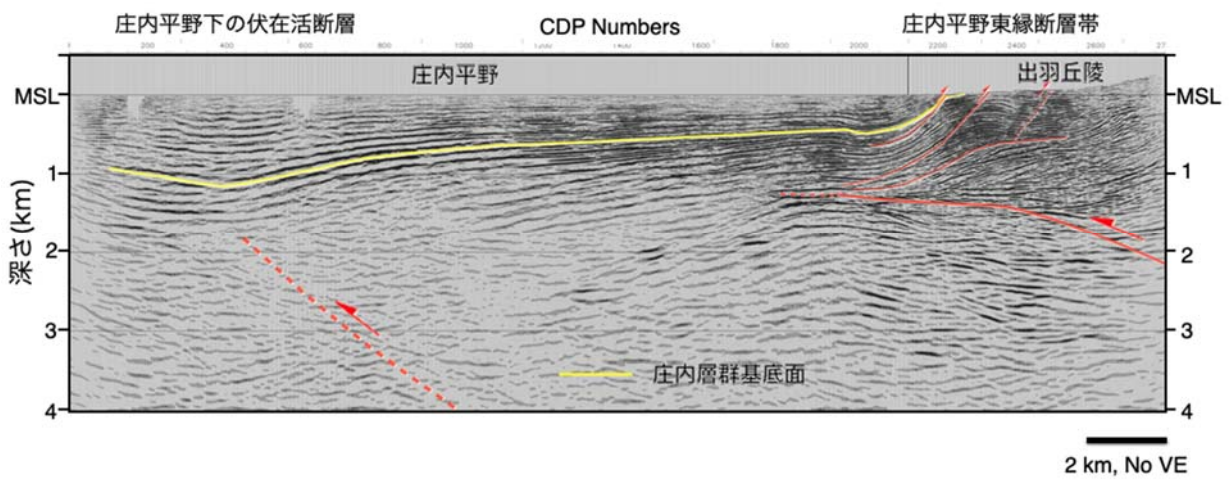 庄内平野下の伏在活断層 CDP Numbers 庄内平野東縁断層帯
200 400 600 800 1000 1600 1800 2000 2200 2400 2600 27
庄内平野 出羽丘陵
MSL MSL
1 1
深さ(km)
2 2
3 3
庄内層群基底面
4 4
2 km, No VE